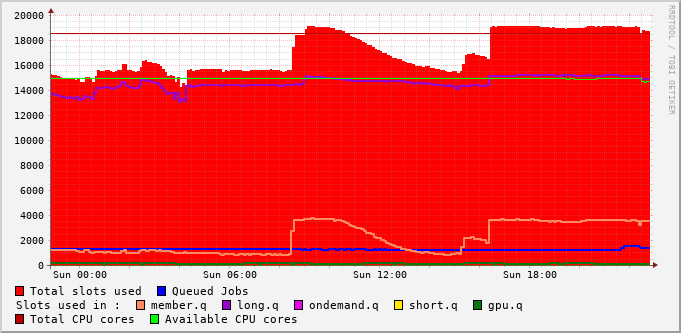 20000
18000
16000
14000
12000
10000
8000
6000
4000
2000
0
Sun 00:00 Sun 06:00 Sun 12:00 Sun 18:00
RRDTOOL / TOBI OETIKER
Total slots used Queued Jobs
Slots used in : member.q long.q ondemand.q short.q gpu.q
Total CPU cores Available CPU cores